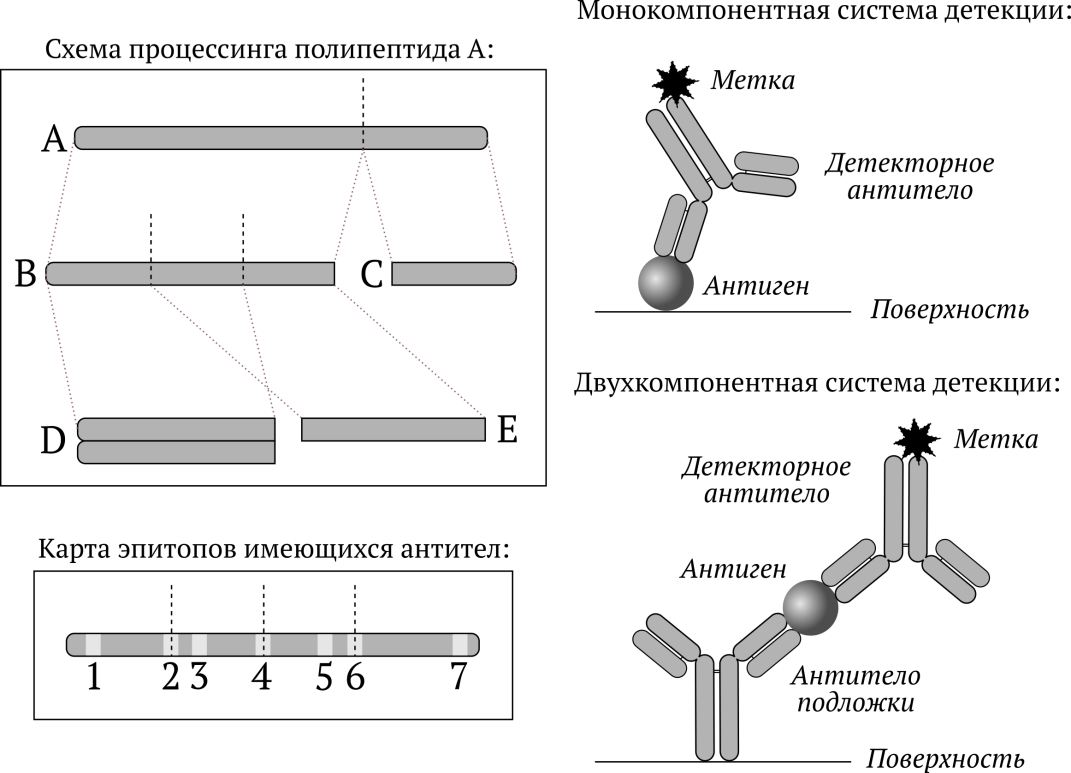 Схема процессинга полипептида A:
A
B
C
D
E
Карта эпитопов имеющихся антител:
1 2 3 4 5 6 7
Монокомпонентная система детекции:
Метка
Детекторное
антитело
Антиген
Поверхность
Двухкомпонентная система детекции:
Метка
Детекторное
антитело
Антиген
Антитело
подложки
Поверхность